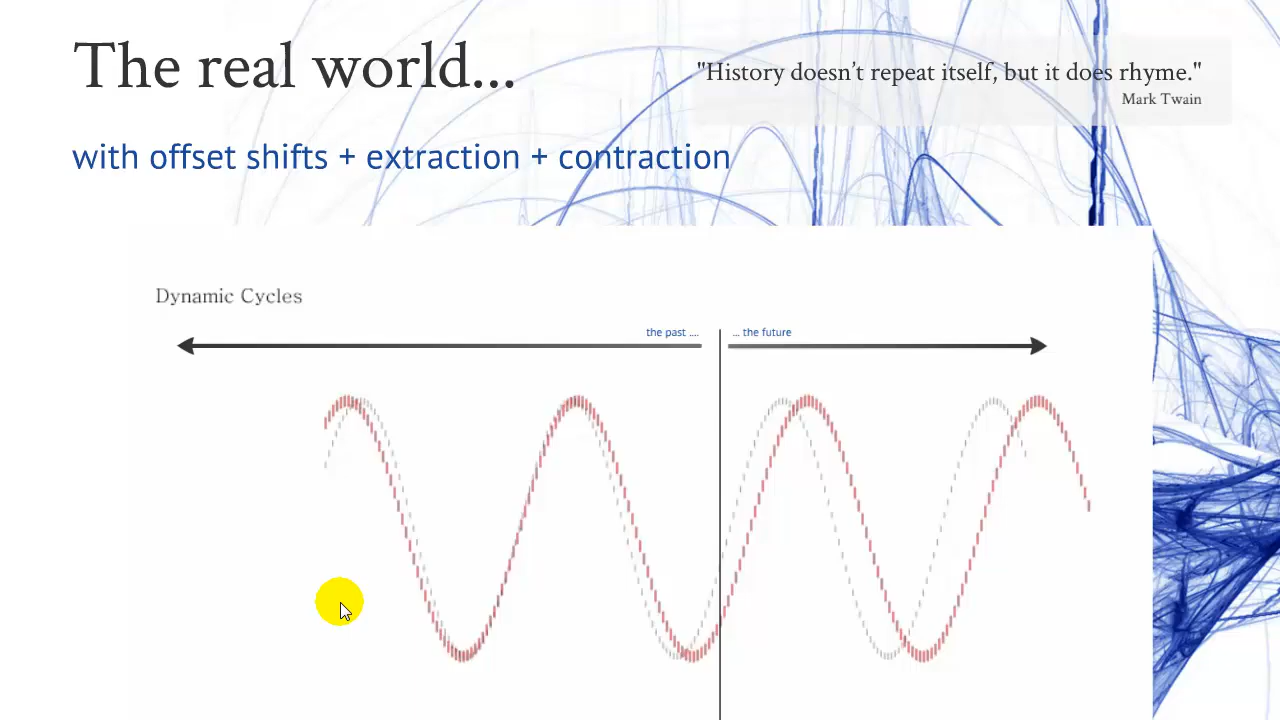 The real world...
"History doesn’t repeat itself, but it does rhyme."
Mark Twain
with offset shifts + extraction + contraction
Dynamic Cycles
the past ....
... the future